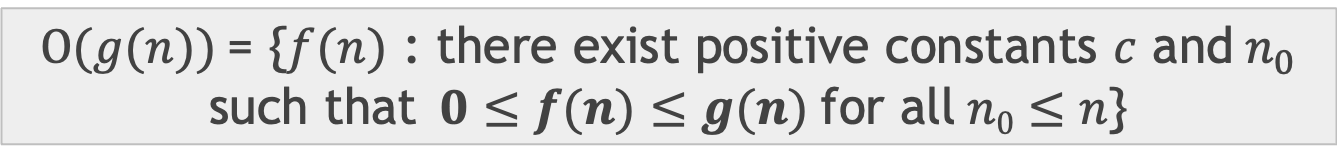 O(g(n)) = {f(n) : there exist positive constants c and n₀
such that 0 ≤ f(n) ≤ g(n) for all n₀ ≤ n}